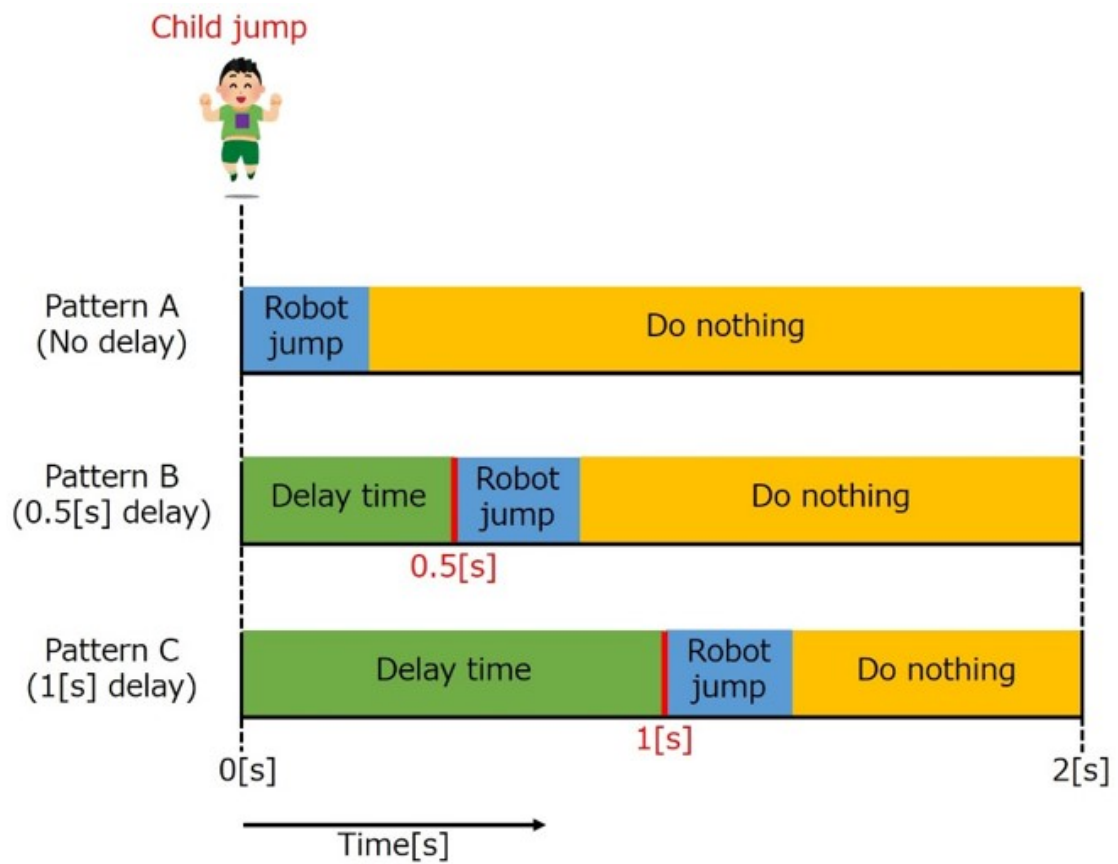 Child jump
Pattern A
(No delay)
Robot
jump
Do nothing
Pattern B
(0.5[s] delay)
Delay time
Robot
jump
Do nothing
0.5[s]
Pattern C
(1[s] delay)
Delay time
Robot
jump
Do nothing
1[s]
0[s]
2[s]
Time[s]